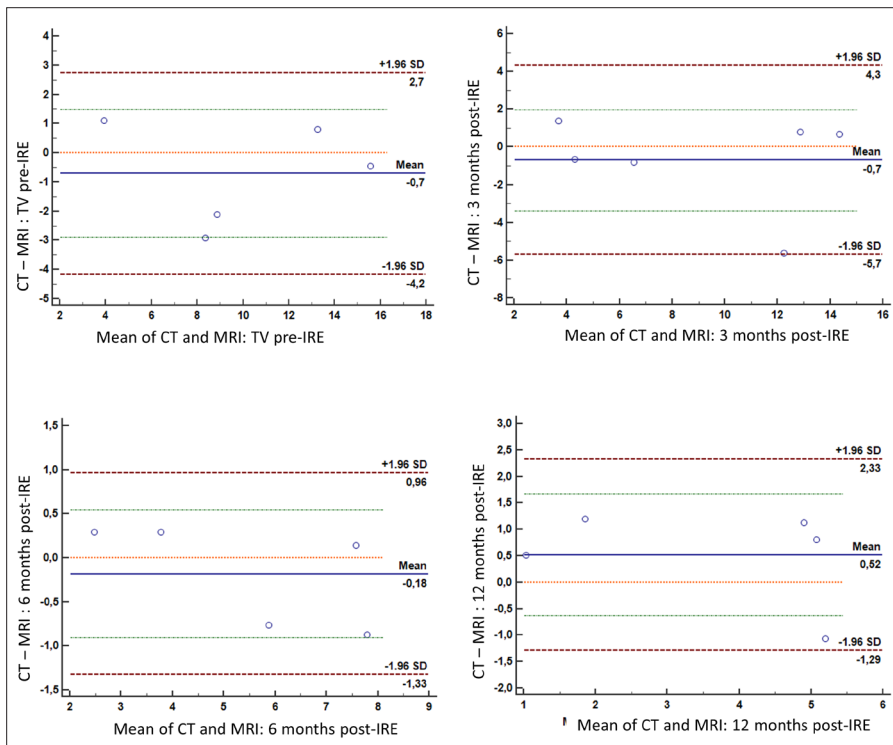 CT – MRI : TV pre-IRE
4
3
2
1
0
-1
-2
-3
-4
-5
+1.96 SD
2,7
Mean
-0,7
-1.96 SD
-4,2
2 4 6 8 10 12 14 16 18
Mean of CT and MRI: TV pre-IRE
CT – MRI : 3 months post-IRE
6
4
2
0
-2
-4
-6
-8
+1.96 SD
4,3
Mean
-0,7
-1.96 SD
-5,7
2 4 6 8 10 12 14 16
Mean of CT and MRI: 3 months post-IRE
CT – MRI : 6 months post-IRE
1,5
1,0
0,5
0,0
-0,5
-1,0
-1,5
+1.96 SD
0,96
Mean
-0,18
-1.96 SD
-1,33
2 3 4 5 6 7 8 9
Mean of CT and MRI: 6 months post-IRE
CT – MRI : 12 months post-IRE
3,0
2,5
2,0
1,5
1,0
0,5
0,0
-0,5
-1,0
-1,5
-2,0
+1.96 SD
2,33
Mean
0,52
-1.96 SD
-1,29
1 2 3 4 5 6
Mean of CT and MRI: 12 months post-IRE